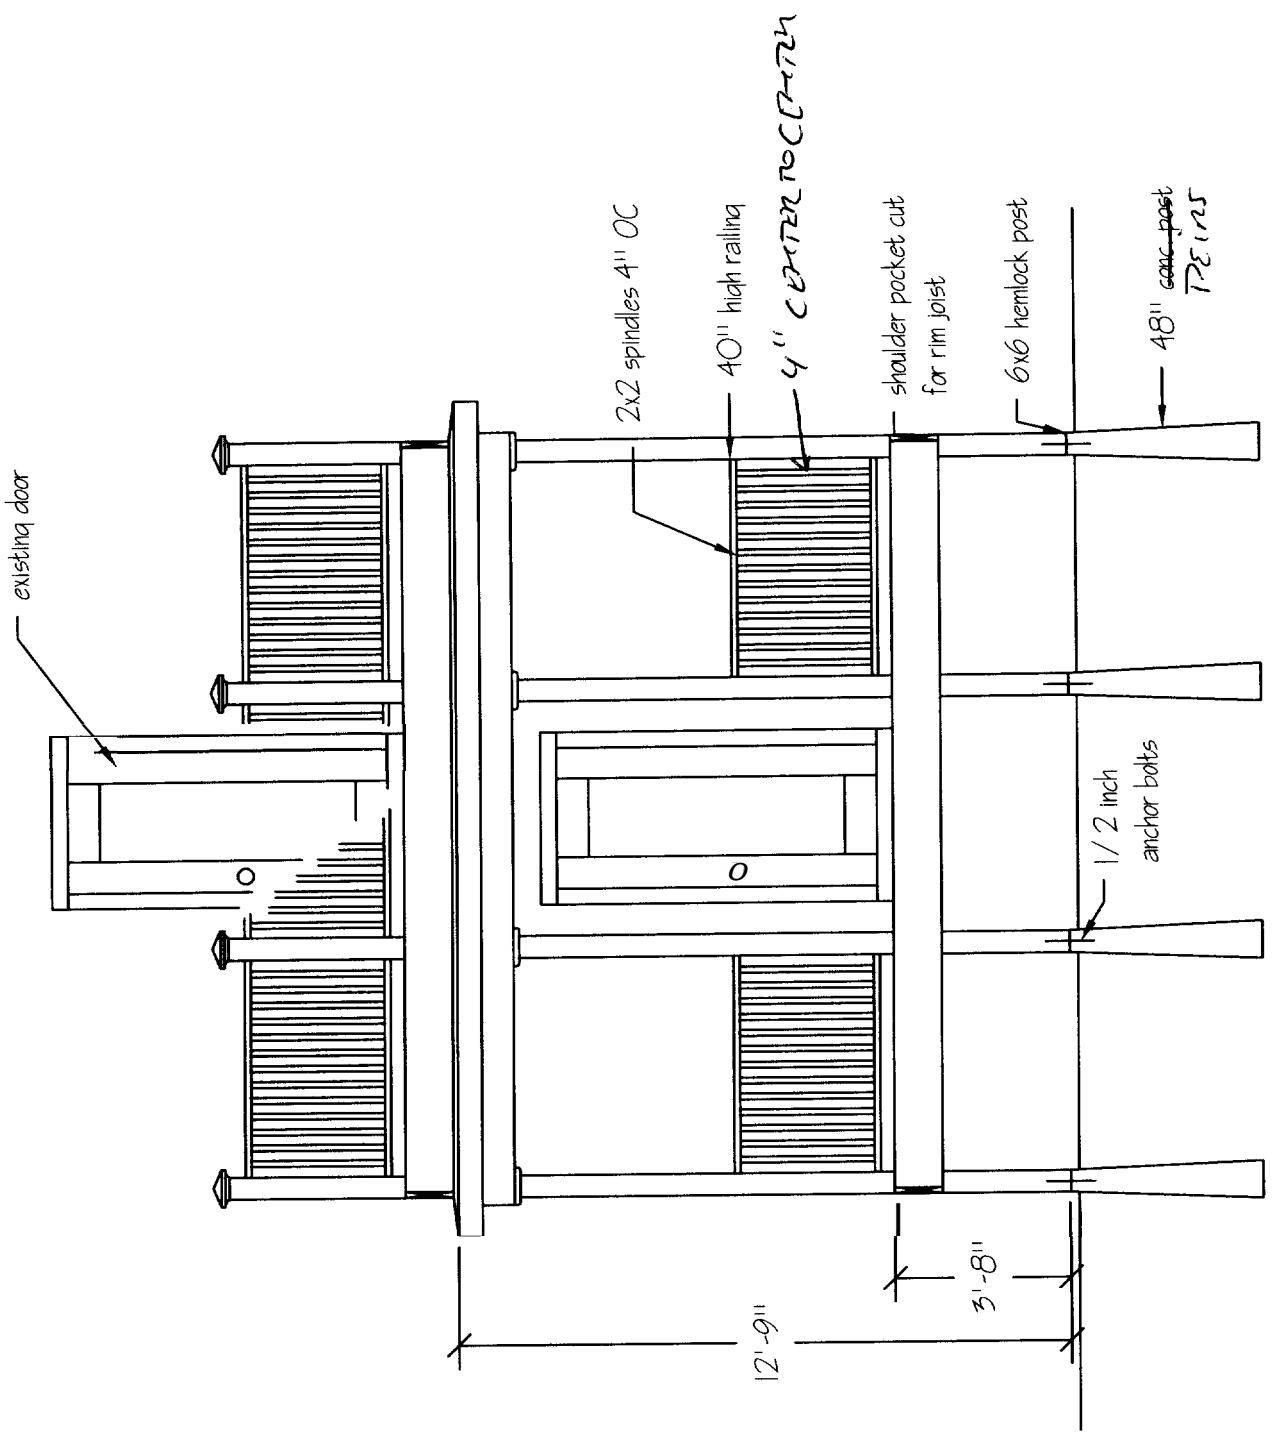 existing door
2x2 spindles 4" OC
40" high railing
4" CENTER TO CENTER
shoulder pocket cut
for rim joist
6x6 hemlock post
48" conc. post
1/2 inch
anchor bolts
3'-8"
12'-9"